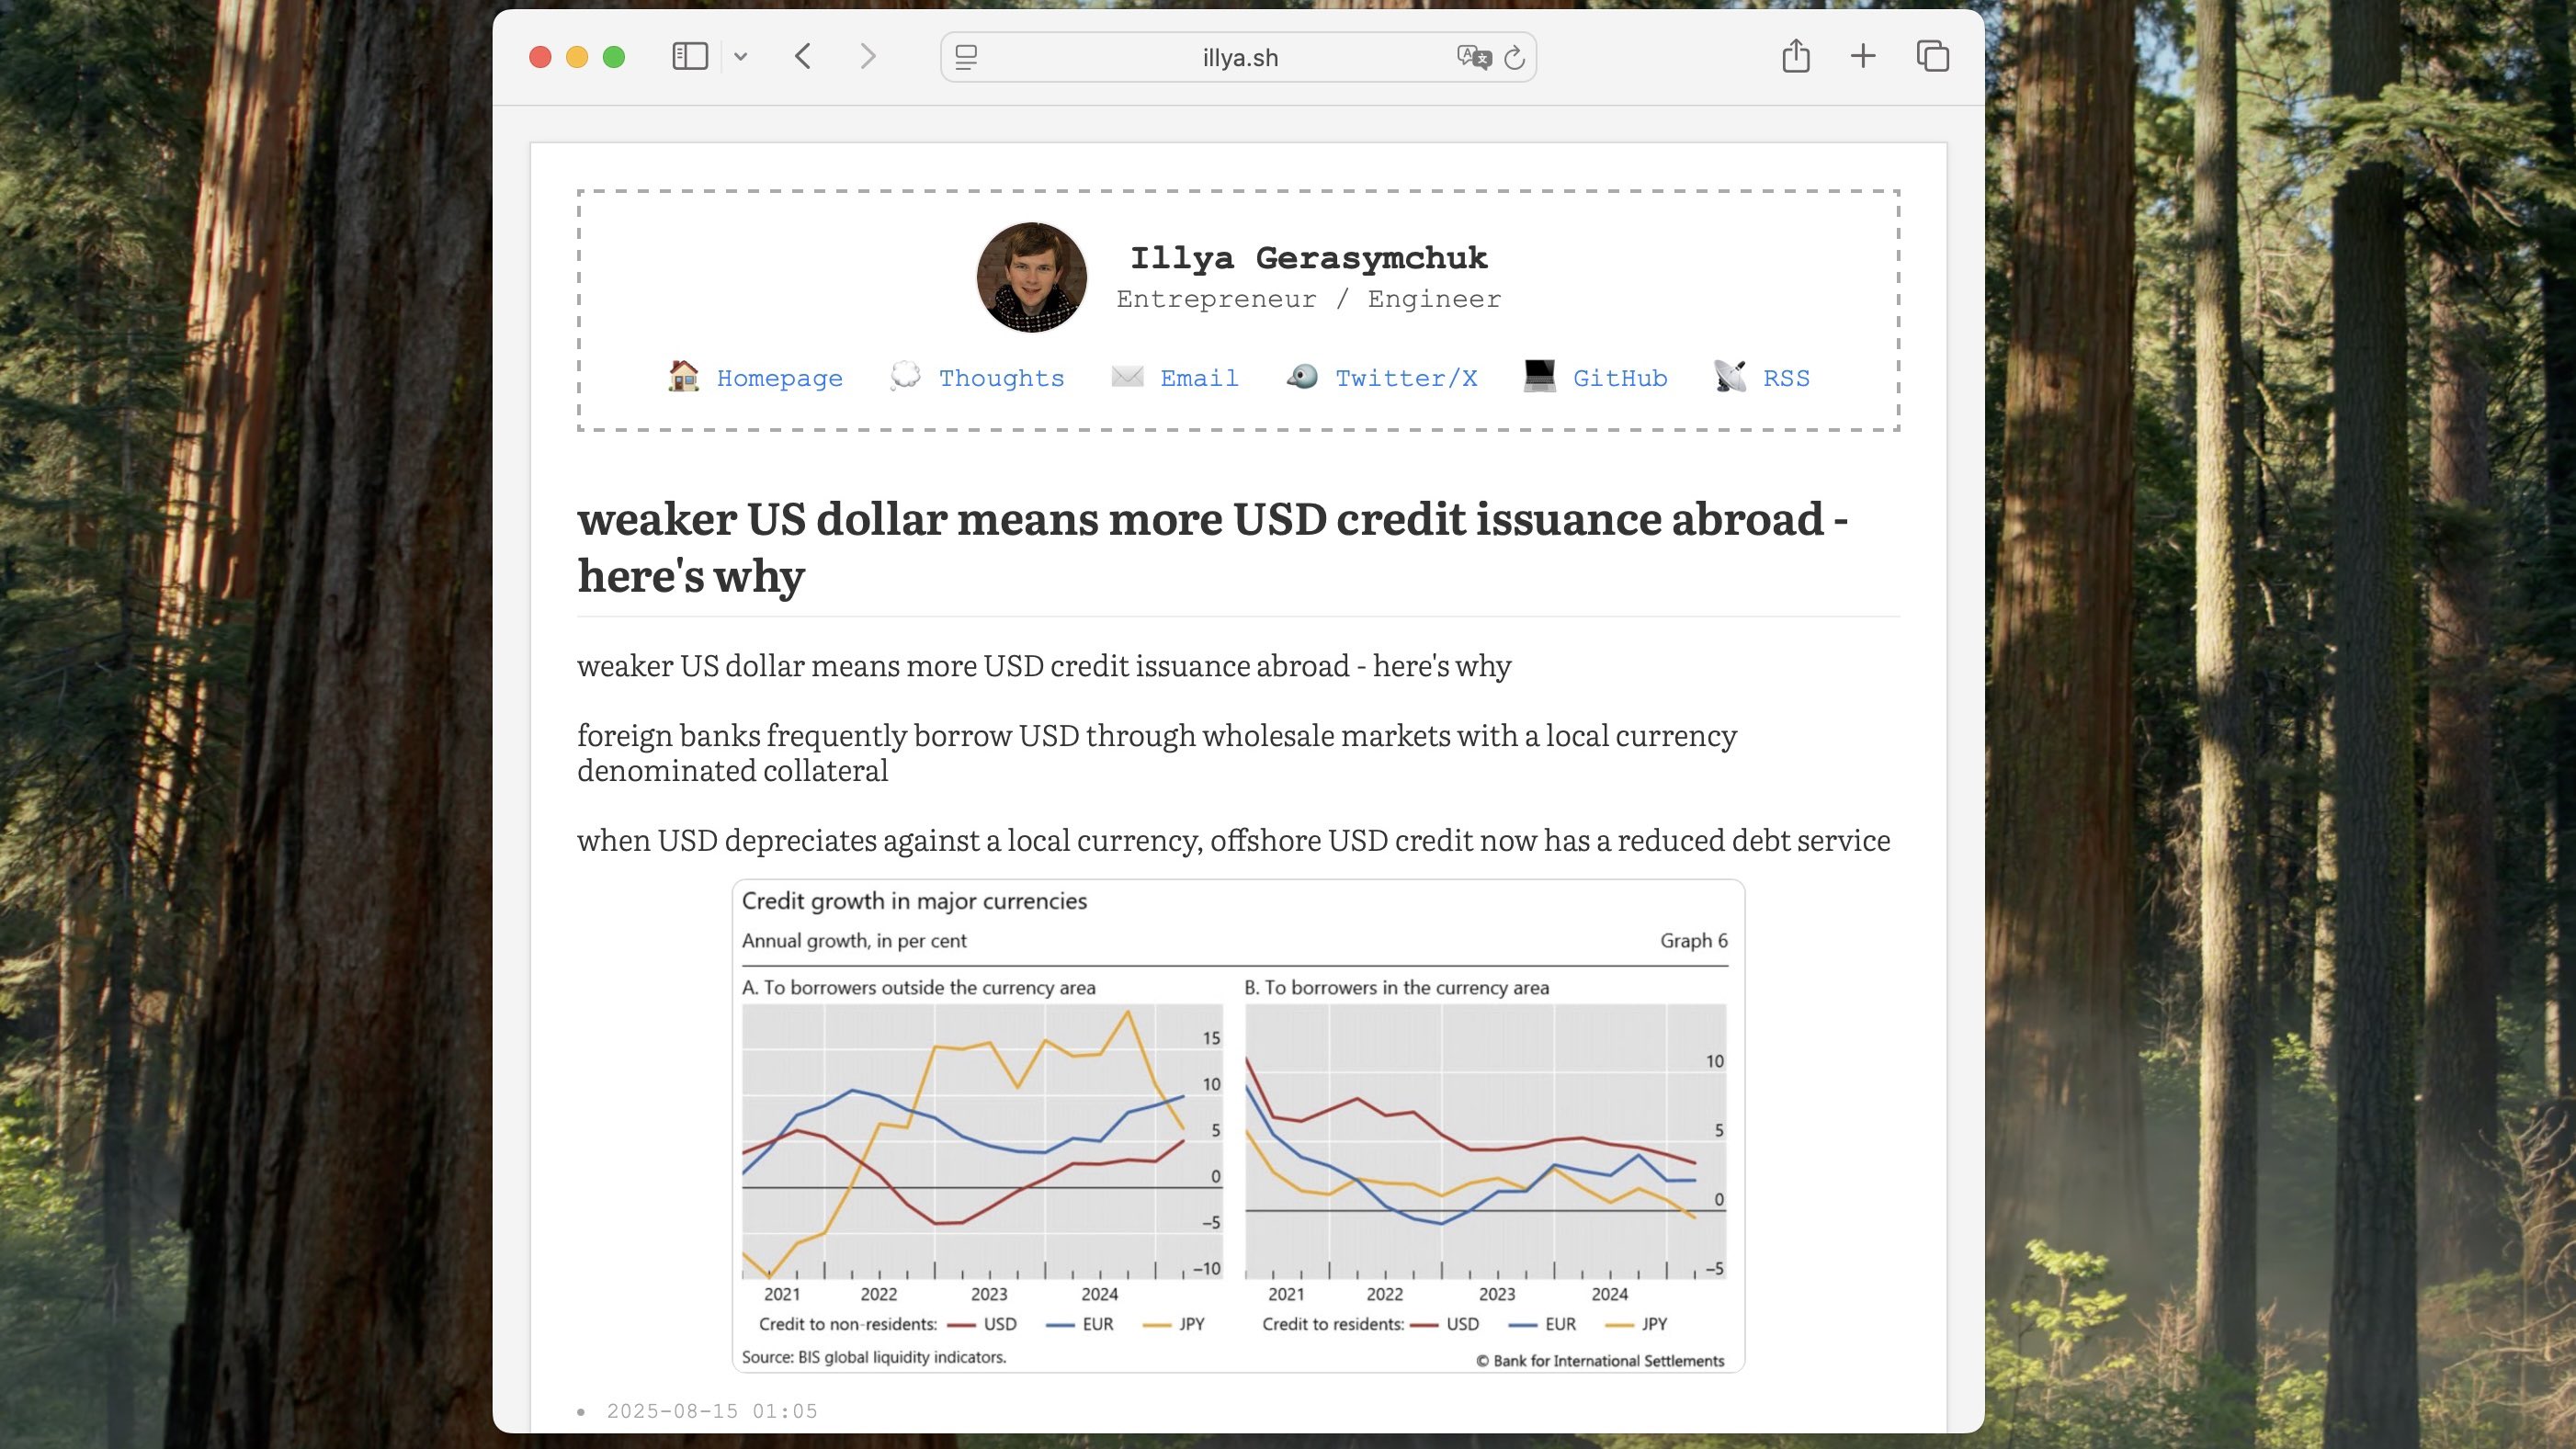 illya.sh
Illya Gerasymchuk
Entrepreneur / Engineer
Homepage Thoughts Email Twitter/X GitHub RSS
weaker US dollar means more USD credit issuance abroad -
here's why
weaker US dollar means more USD credit issuance abroad - here's why
foreign banks frequently borrow USD through wholesale markets with a local currency
denominated collateral
when USD depreciates against a local currency, offshore USD credit now has a reduced debt service
Credit growth in major currencies
Annual growth, in per cent Graph 6
A. To borrowers outside the currency area
15
10
5
0
–5
–10
2021 2022 2023 2024
Credit to non-residents: USD EUR JPY
B. To borrowers in the currency area
10
5
0
–5
2021 2022 2023 2024
Credit to residents: USD EUR JPY
Source: BIS global liquidity indicators.
© Bank for International Settlements
2025-08-15 01:05